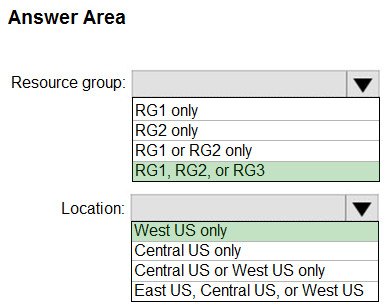 Answer Area
Resource group:
RG1 only
RG2 only
RG1 or RG2 only
RG1, RG2, or RG3
Location:
West US only
Central US only
Central US or West US only
East US, Central US, or West US